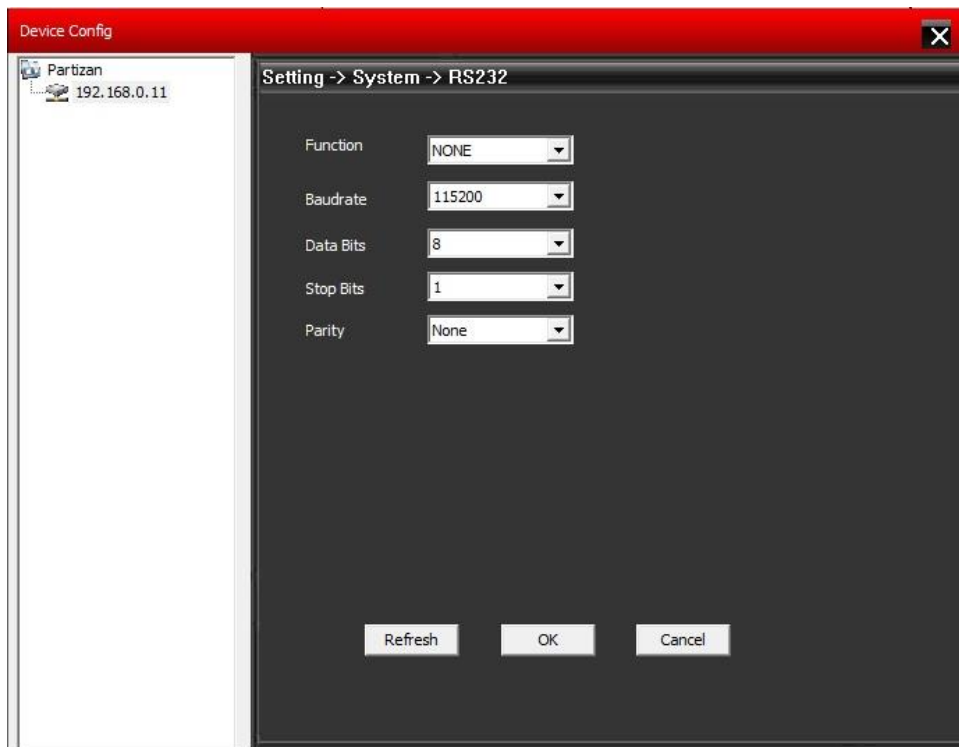 Device Config
Partizan
192.168.0.11
Setting -> System -> RS232
Function NONE
Baudrate 115200
Data Bits 8
Stop Bits 1
Parity None
Refresh OK Cancel